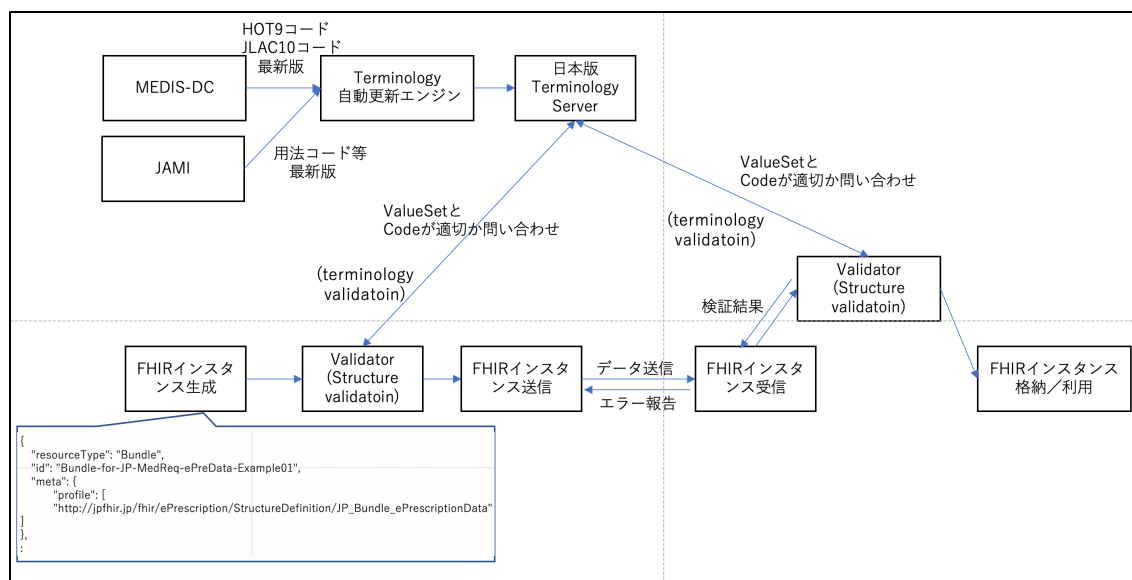 HOT9コード
JLAC10コード
最新版
MEDIS-DC
Terminology
自動更新エンジン
日本版
Terminology
Server
JAMI
用法コード等
最新版
ValueSetと
Codeが適切か問い合わせ
(terminology
validatoin)
ValueSetと
Codeが適切か問い合わせ
(terminology
validatoin)
Validator
(Structure
validatoin)
検証結果
FHIRインスタ
ンス生成
Validator
(Structure
validatoin)
FHIRインスタ
ンス送信
データ送信
エラー報告
FHIRインスタ
ンス受信
FHIRインスタンス
格納／利用
{
"resourceType": "Bundle",
"id": "Bundle-for-JP-MedReq-ePreData-Example01",
"meta": {
"profile": [
"http://jpfhir.jp/fhir/ePrescription/StructureDefinition/JP_Bundle_ePrescriptionData"
]
},
: